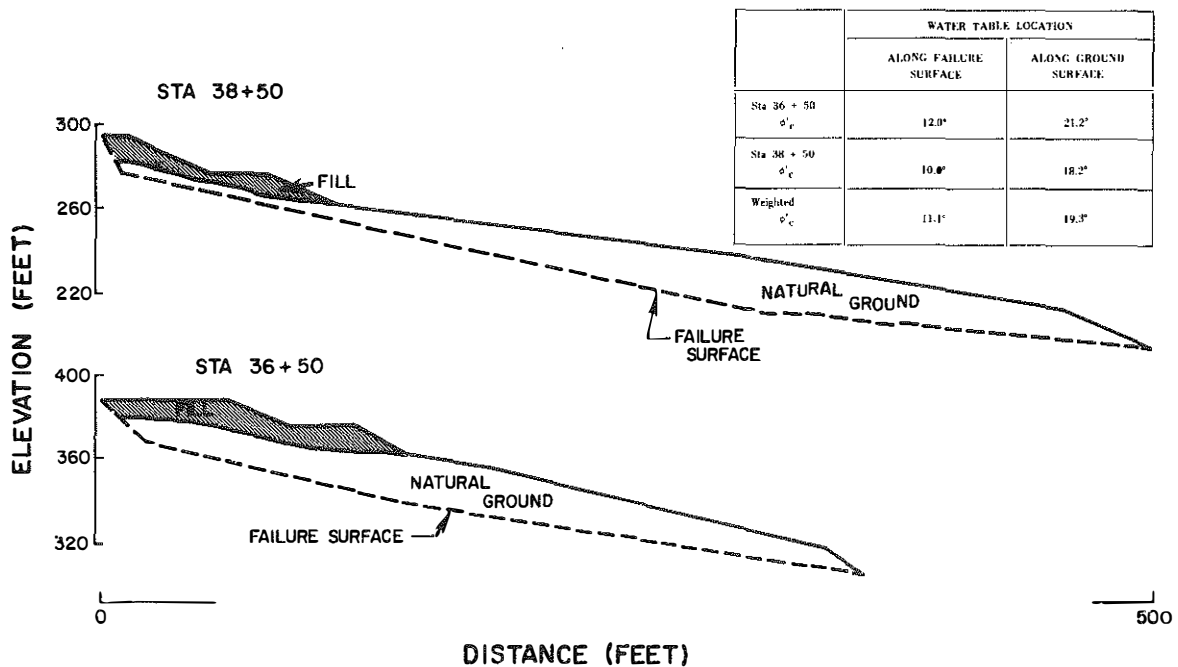 WATER TABLE LOCATION
ALONG FAILURE SURFACE
ALONG GROUND SURFACE
Sta 36 + 50 φ'c 12.0° 21.2°
Sta 38 + 50 φ'c 10.0° 18.2°
Weighted φ'c 11.1° 19.3°
STA 38+50
300
260
220
FILL
NATURAL GROUND
FAILURE SURFACE
STA 36+50
400
360
320
FILL
NATURAL GROUND
FAILURE SURFACE
ELEVATION (FEET)
0
500
DISTANCE (FEET)